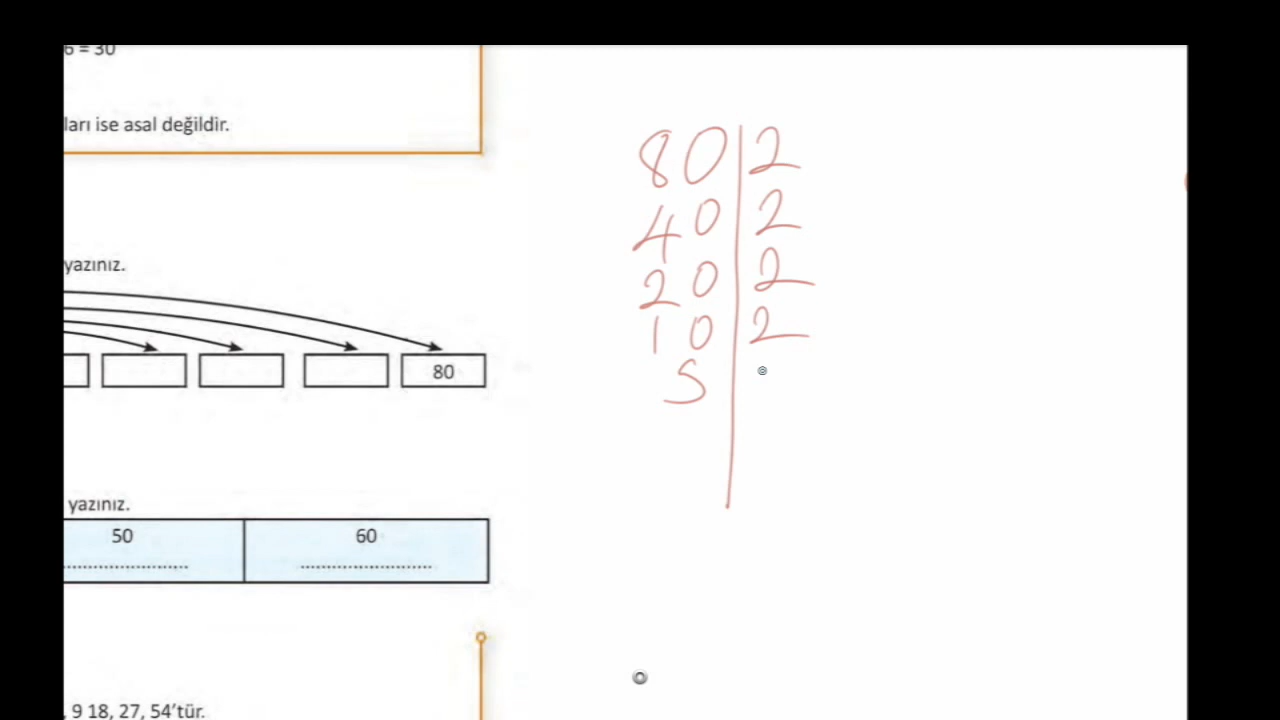 6 = 30
ları ise asal değildir.
80 2
40 2
20 2
10 2
5
yazınız.
80
yazınız.
50 60
........................ ........................
, 9 18, 27, 54’tür.